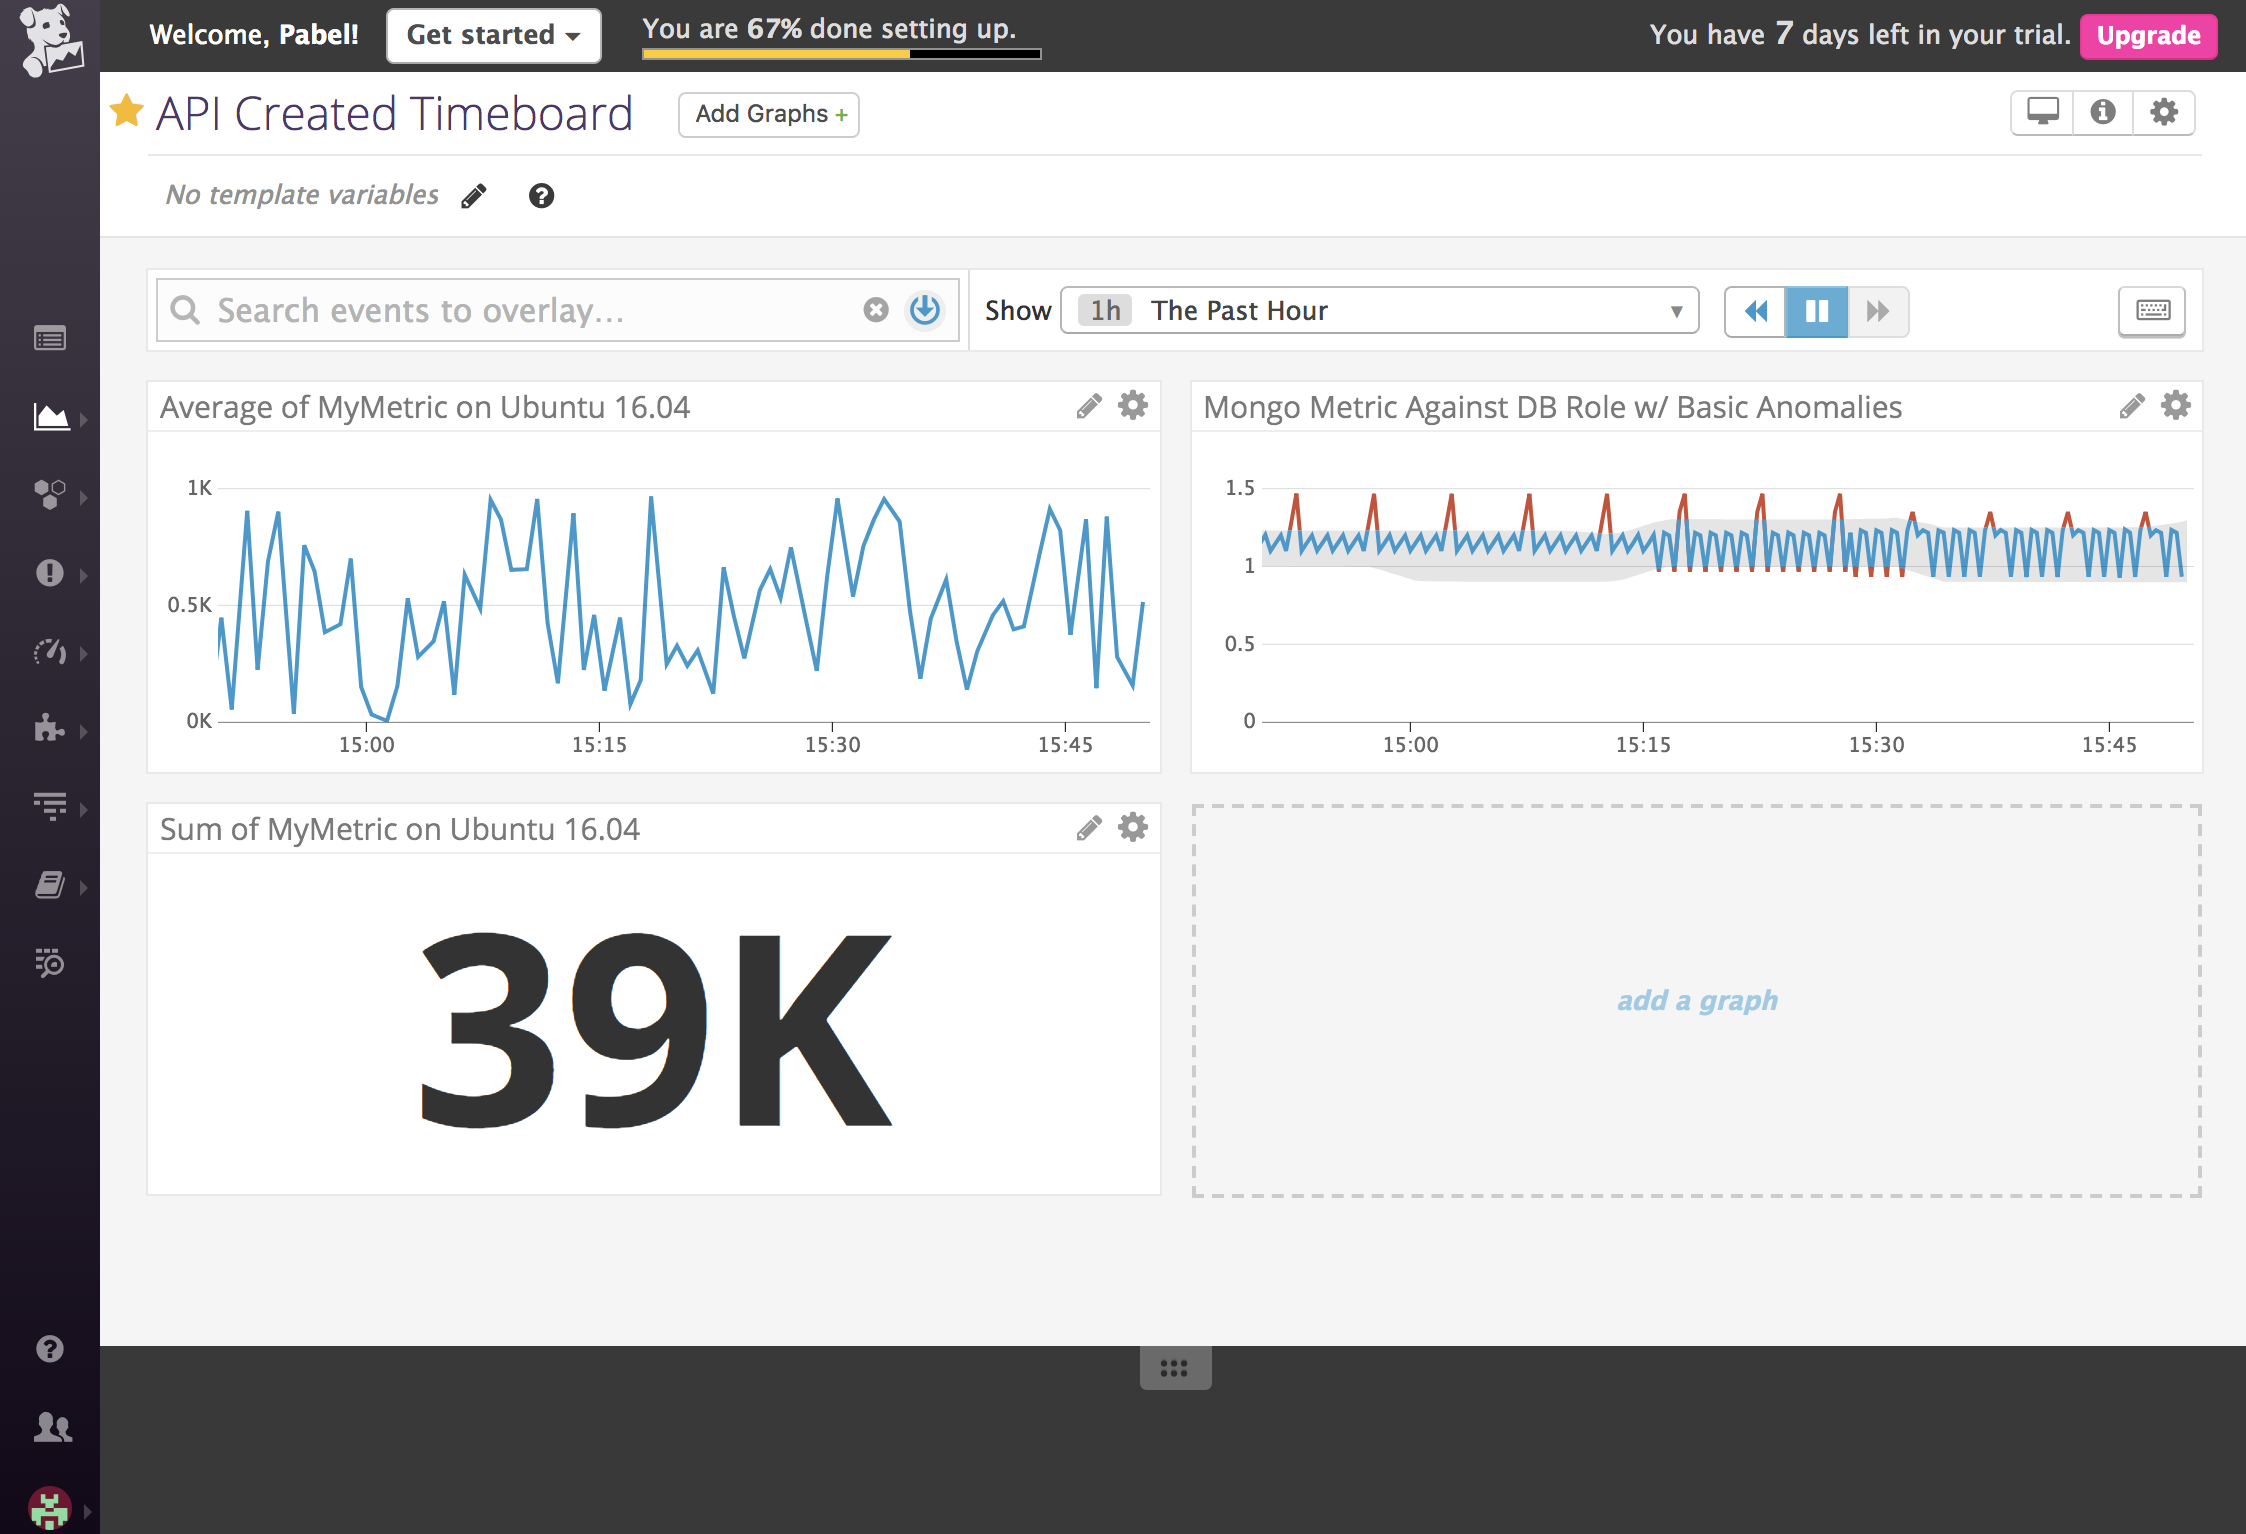 Welcome, Pabel!
Get started
You are 67% done setting up.
You have 7 days left in your trial.
Upgrade
API Created Timeboard
Add Graphs +
No template variables
Search events to overlay...
Show
1h The Past Hour
Average of MyMetric on Ubuntu 16.04
1K
0.5K
0K
15:00 15:15 15:30 15:45
Mongo Metric Against DB Role w/ Basic Anomalies
1.5
1
0.5
0
15:00 15:15 15:30 15:45
Sum of MyMetric on Ubuntu 16.04
39K
add a graph